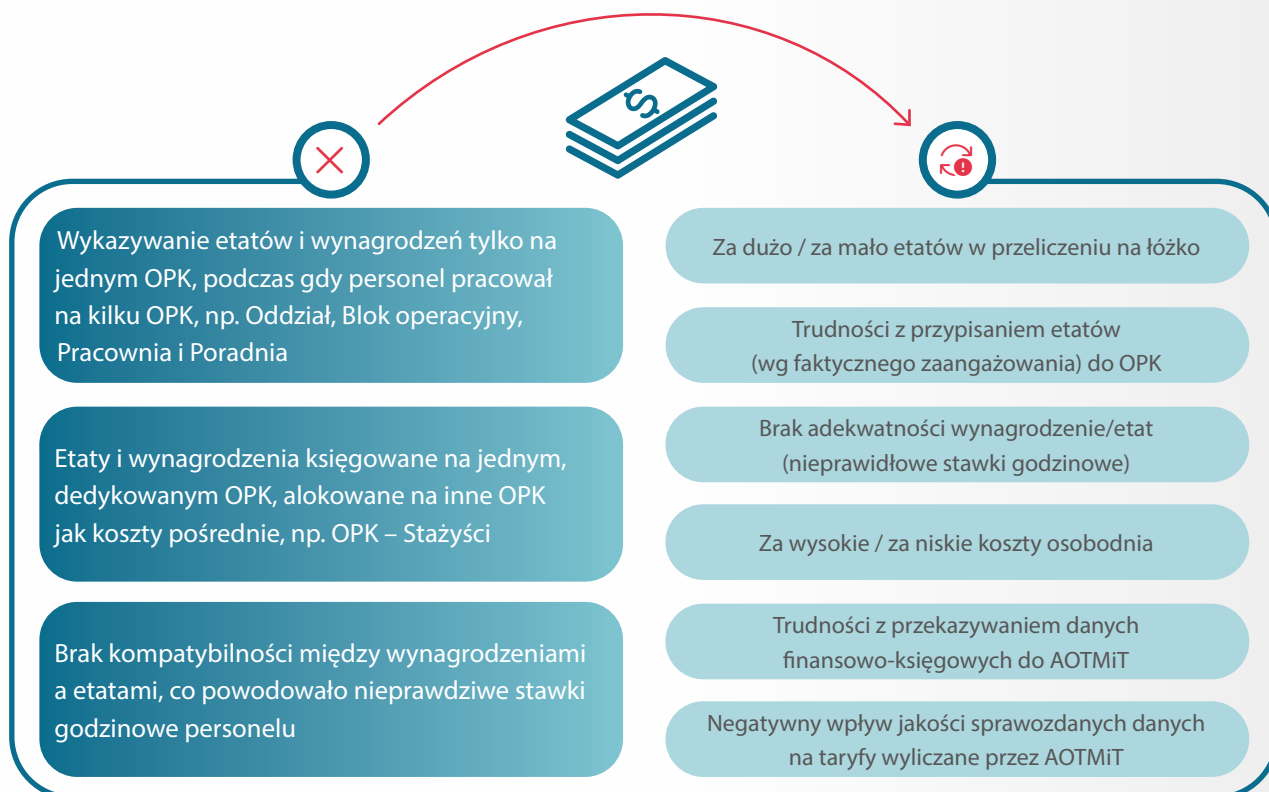 Wykazywanie etatów i wynagrodzeń tylko na
jednym OPK, podczas gdy personel pracował
na kilku OPK, np. Oddział, Blok operacyjny,
Pracownia i Poradnia
Etaty i wynagrodzenia księgowane na jednym,
dedykowanym OPK, alokowane na inne OPK
jak koszty pośrednie, np. OPK – Stażyści
Brak kompatybilności między wynagrodzeniami
a etatami, co powodowało nieprawdziwe stawki
godzinowe personelu
Za dużo / za mało etatów w przeliczeniu na łóżko
Trudności z przypisaniem etatów
(wg faktycznego zaangażowania) do OPK
Brak adekwatności wynagrodzenie/etat
(nieprawidłowe stawki godzinowe)
Za wysokie / za niskie koszty osobodnia
Trudności z przekazywaniem danych
finansowo-księgowych do AOTMiT
Negatywny wpływ jakości sprawozdanych danych
na taryfy wyliczane przez AOTMiT